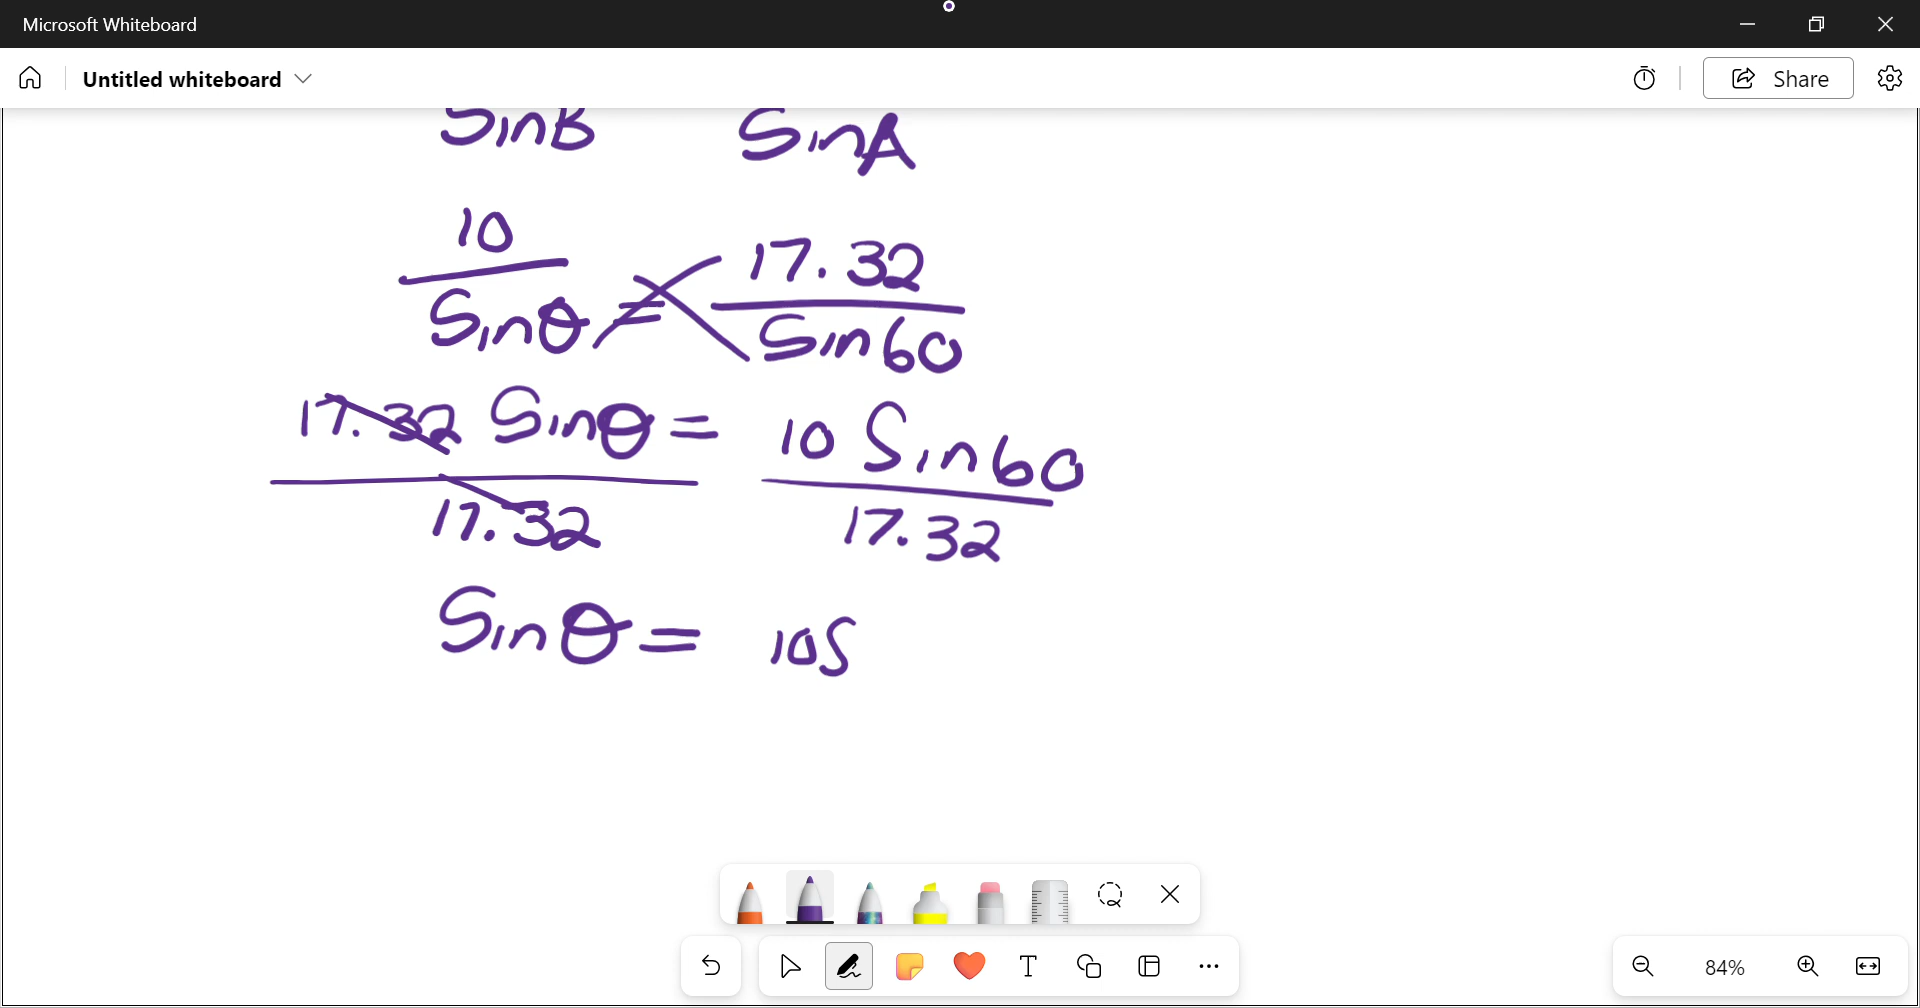 Microsoft Whiteboard
Untitled whiteboard
Share
SinB SinA
10 17.32
Sinθ = Sin60
17.32 Sinθ = 10 Sin60
17.32 17.32
Sinθ = 10S
T
84%